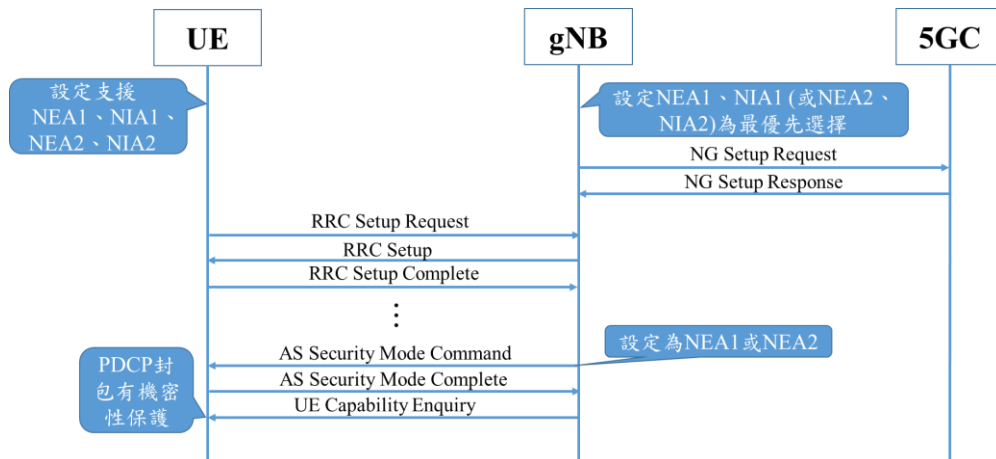 UE
gNB
5GC
設定支援
NEA1、NIA1、
NEA2、NIA2
設定NEA1、NIA1 (或NEA2、
NIA2)為最優先選擇
NG Setup Request
NG Setup Response
RRC Setup Request
RRC Setup
RRC Setup Complete
⋮
設定為NEA1或NEA2
AS Security Mode Command
PDCP封
包有機密
性保護
AS Security Mode Complete
UE Capability Enquiry